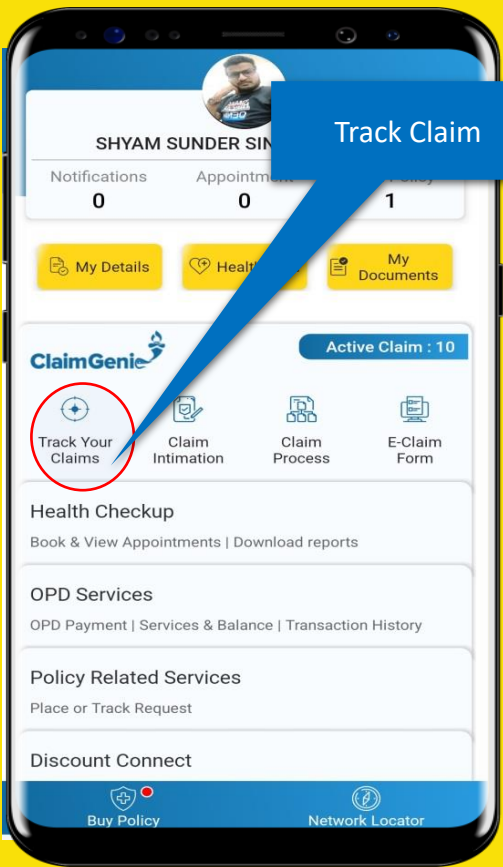 Track Claim
SHYAM SUNDER
Notifications
0
0
1
My Details
My
Documents
ClaimGenie
Active Claim : 10
Track Your
Claims
Claim
Intimation
Claim
Process
E-Claim
Form
Health Checkup
Book & View Appointments | Download reports
OPD Services
OPD Payment | Services & Balance | Transaction History
Policy Related Services
Place or Track Request
Discount Connect
Buy Policy
Network Locator